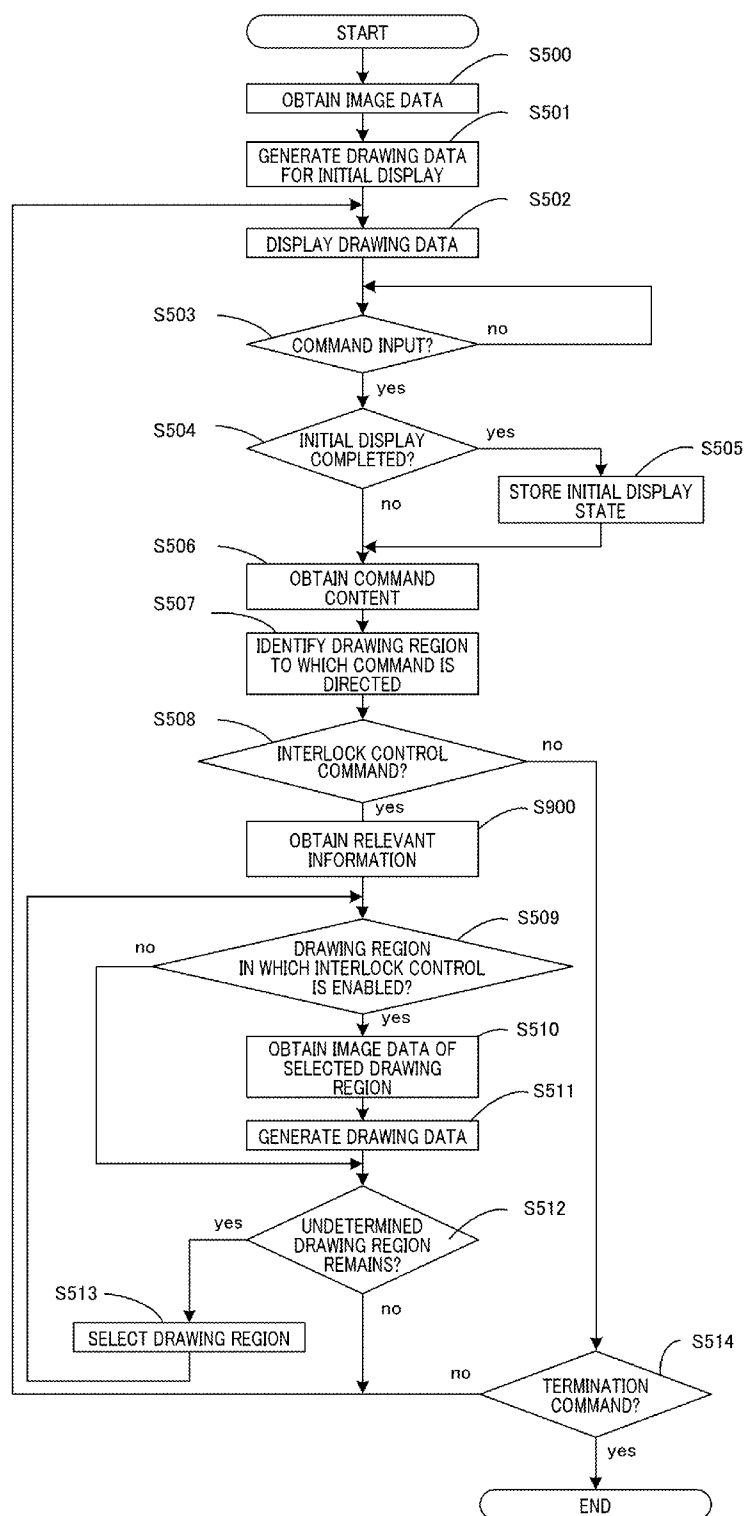 START
S500
OBTAIN IMAGE DATA
S501
GENERATE DRAWING DATA
FOR INITIAL DISPLAY
S502
DISPLAY DRAWING DATA
S503
COMMAND INPUT?
no
yes
S504
INITIAL DISPLAY
COMPLETED?
yes
no
S505
STORE INITIAL DISPLAY
STATE
S506
OBTAIN COMMAND
CONTENT
S507
IDENTIFY DRAWING REGION
TO WHICH COMMAND IS
DIRECTED
S508
INTERLOCK CONTROL
COMMAND?
no
yes
S900
OBTAIN RELEVANT
INFORMATION
S509
no
DRAWING REGION
IN WHICH INTERLOCK CONTROL
IS ENABLED?
yes
S510
OBTAIN IMAGE DATA OF
SELECTED DRAWING
REGION
S511
GENERATE DRAWING DATA
S512
yes
UNDETERMINED
DRAWING REGION
REMAINS?
no
S513
SELECT DRAWING REGION
S514
no
TERMINATION
COMMAND?
yes
END